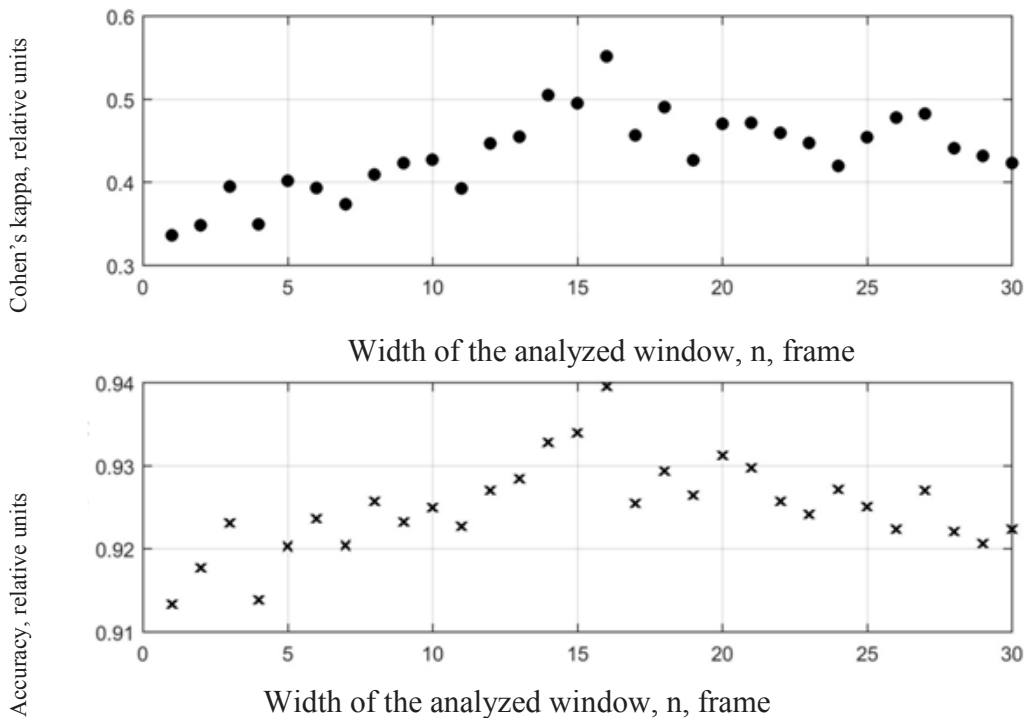 Cohen’s kappa, relative units
0.6
0.5
0.4
0.3
0 5 10 15 20 25 30
Width of the analyzed window, n, frame
Accuracy, relative units
0.94
0.93
0.92
0.91
0 5 10 15 20 25 30
Width of the analyzed window, n, frame